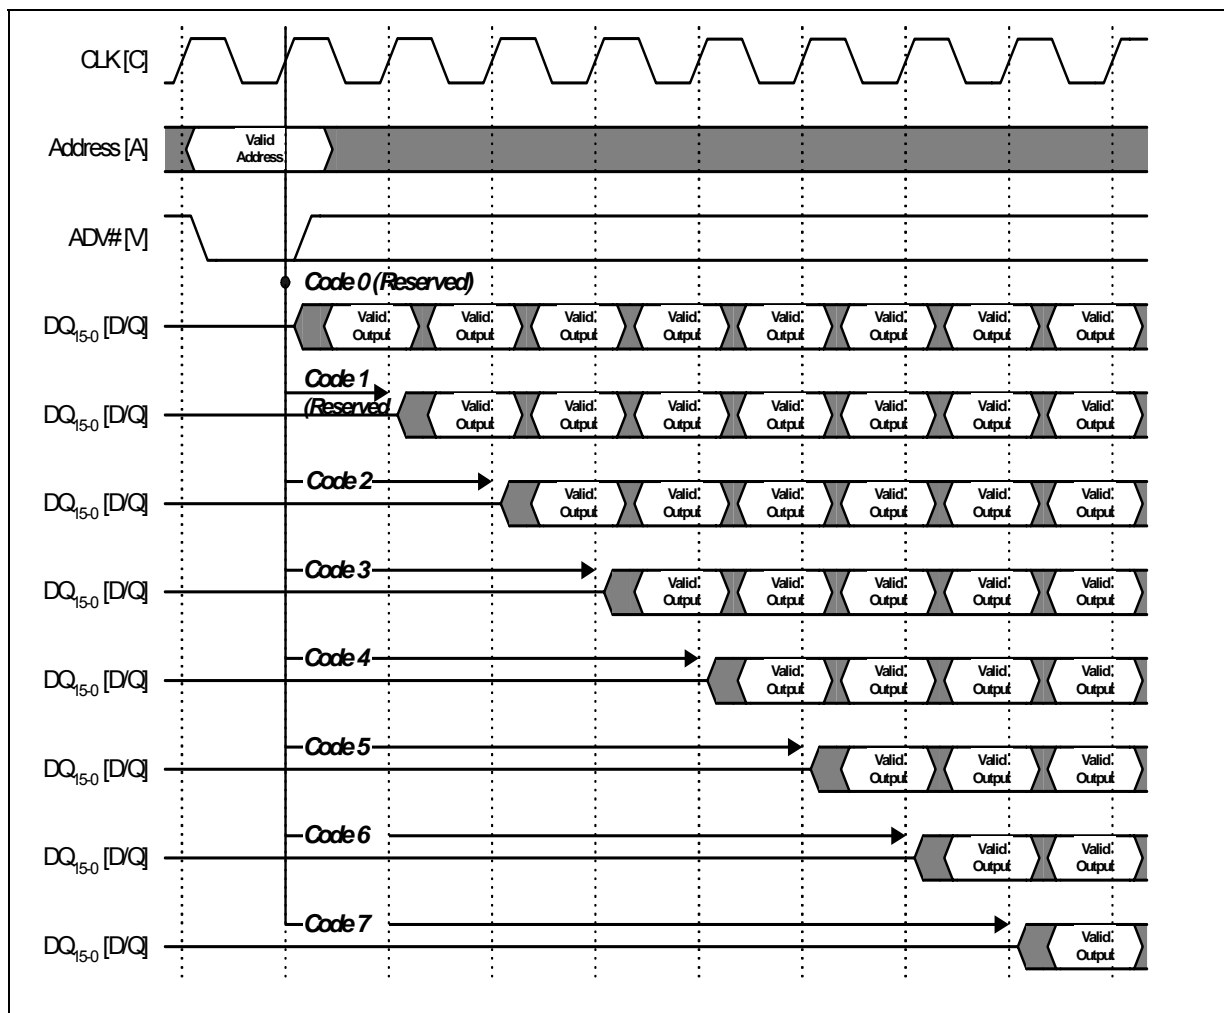 CLK [C]
Address [A]
Valid
Address
ADV# [V]
Code 0 (Reserved)
DQ15-0 [D/Q]
Valid Valid Valid Valid Valid Valid Valid Valid
Output Output Output Output Output Output Output Output
Code 1
(Reserved
DQ15-0 [D/Q]
Valid Valid Valid Valid Valid Valid Valid
Output Output Output Output Output Output Output
Code 2
DQ15-0 [D/Q]
Valid Valid Valid Valid Valid Valid
Output Output Output Output Output Output
Code 3
DQ15-0 [D/Q]
Valid Valid Valid Valid Valid
Output Output Output Output Output
Code 4
DQ15-0 [D/Q]
Valid Valid Valid Valid
Output Output Output Output
Code 5
DQ15-0 [D/Q]
Valid Valid Valid
Output Output Output
Code 6
DQ15-0 [D/Q]
Valid Valid
Output Output
Code 7
DQ15-0 [D/Q]
Valid
Output